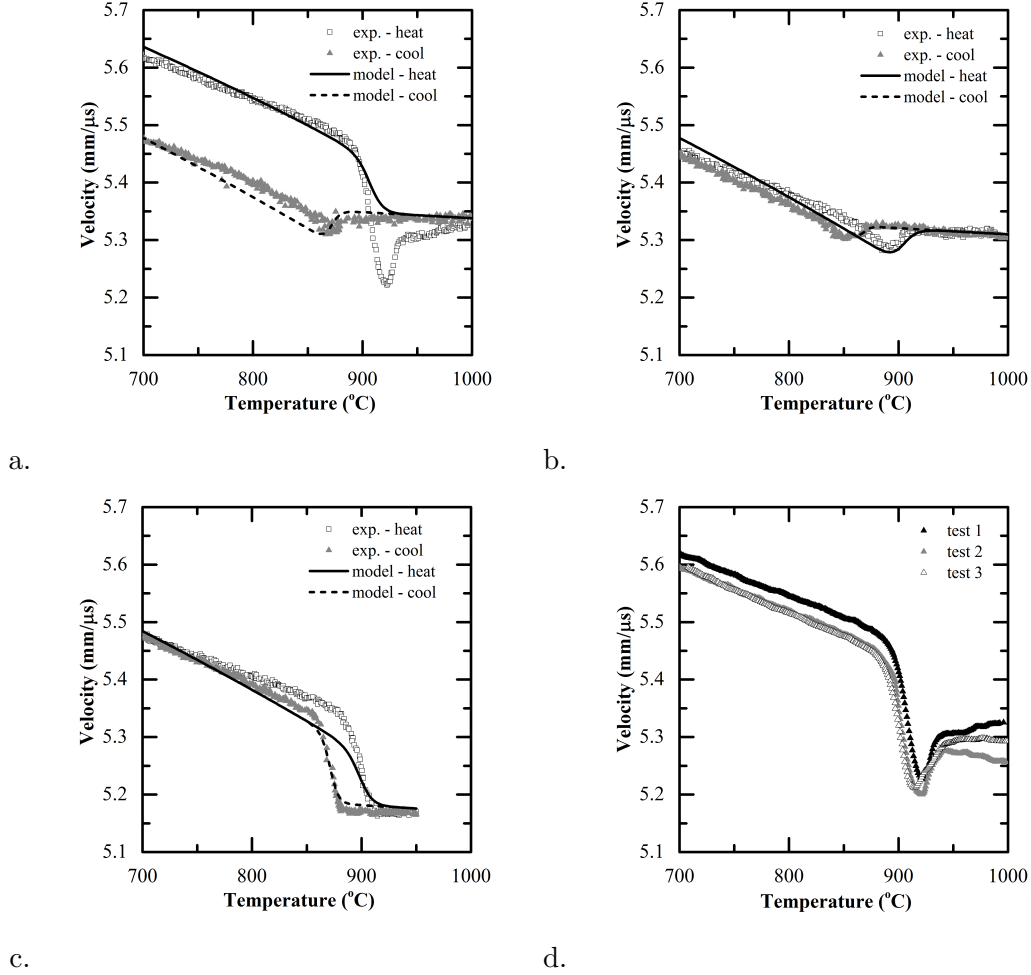 5.7
5.6
5.5
5.4
5.3
5.2
5.1
Velocity (mm/µs)
exp. - heat
exp. - cool
model - heat
model - cool
700 800 900 1000
Temperature (°C)
a.
5.7
5.6
5.5
5.4
5.3
5.2
5.1
Velocity (mm/µs)
exp. - heat
exp. - cool
model - heat
model - cool
700 800 900 1000
Temperature (°C)
b.
5.7
5.6
5.5
5.4
5.3
5.2
5.1
Velocity (mm/µs)
exp. - heat
exp. - cool
model - heat
model - cool
700 800 900 1000
Temperature (°C)
c.
5.7
5.6
5.5
5.4
5.3
5.2
5.1
Velocity (mm/µs)
test 1
test 2
test 3
700 800 900 1000
Temperature (°C)
d.